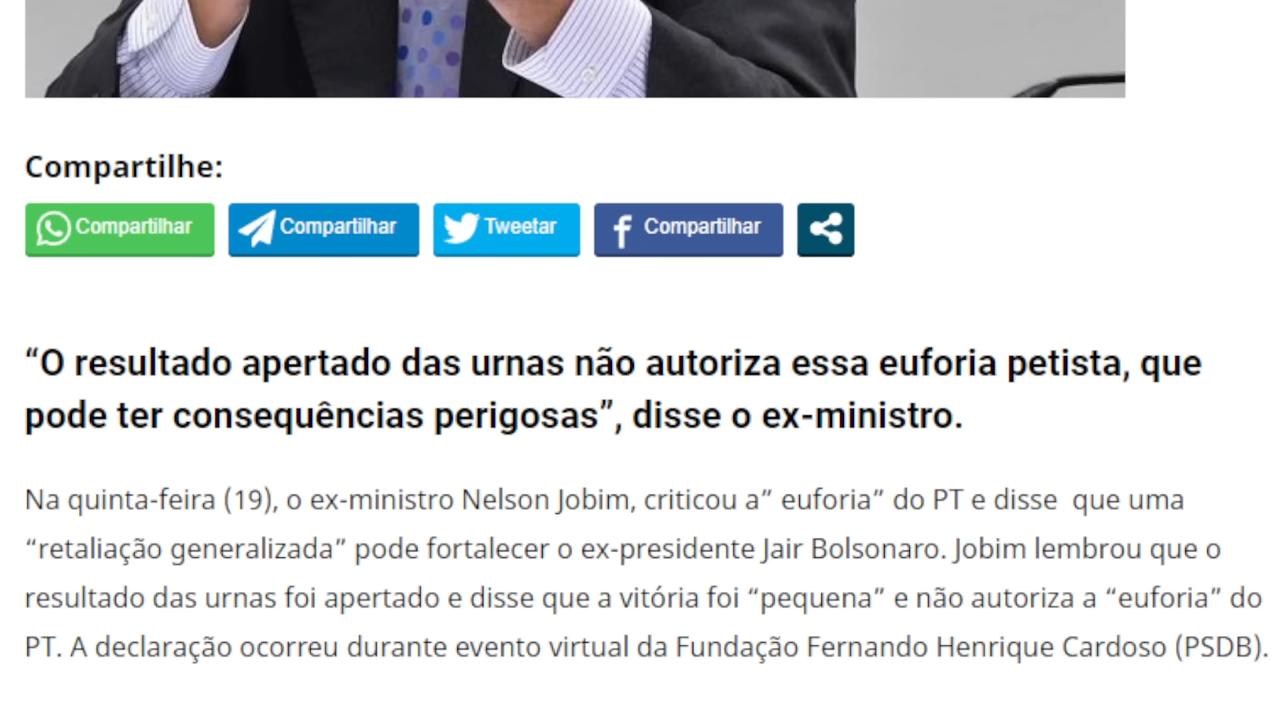 Compartilhe:
Compartilhar Compartilhar Tweetar Compartilhar
“O resultado apertado das urnas não autoriza essa euforia petista, que
pode ter consequências perigosas”, disse o ex-ministro.
Na quinta-feira (19), o ex-ministro Nelson Jobim, criticou a” euforia” do PT e disse  que uma
“retaliação generalizada” pode fortalecer o ex-presidente Jair Bolsonaro. Jobim lembrou que o
resultado das urnas foi apertado e disse que a vitória foi “pequena” e não autoriza a “euforia” do
PT. A declaração ocorreu durante evento virtual da Fundação Fernando Henrique Cardoso (PSDB).